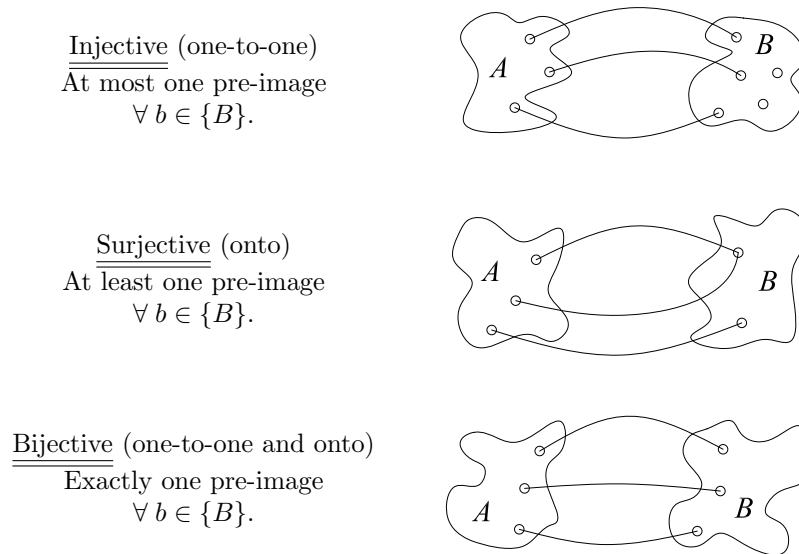 Injective (one-to-one)
At most one pre-image
∀ b ∈ {B}.
A
B
Surjective (onto)
At least one pre-image
∀ b ∈ {B}.
A
B
Bijective (one-to-one and onto)
Exactly one pre-image
∀ b ∈ {B}.
A
B